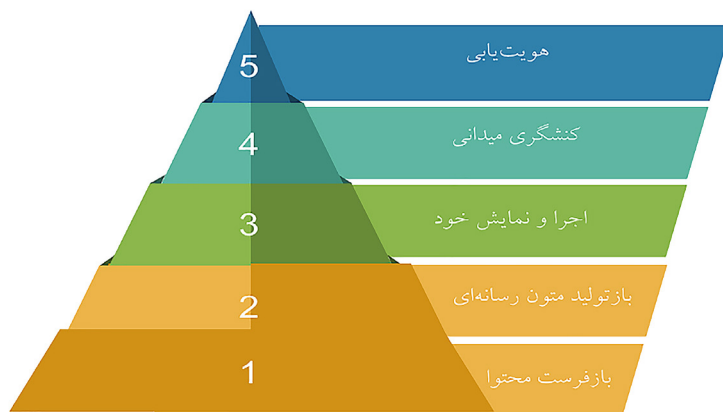 5
هویت‌یابی
4
کنشگری میدانی
3
اجرا و نمایش خود
2
بازتولید متون رسانه‌ای
1
بازفرست محتوا